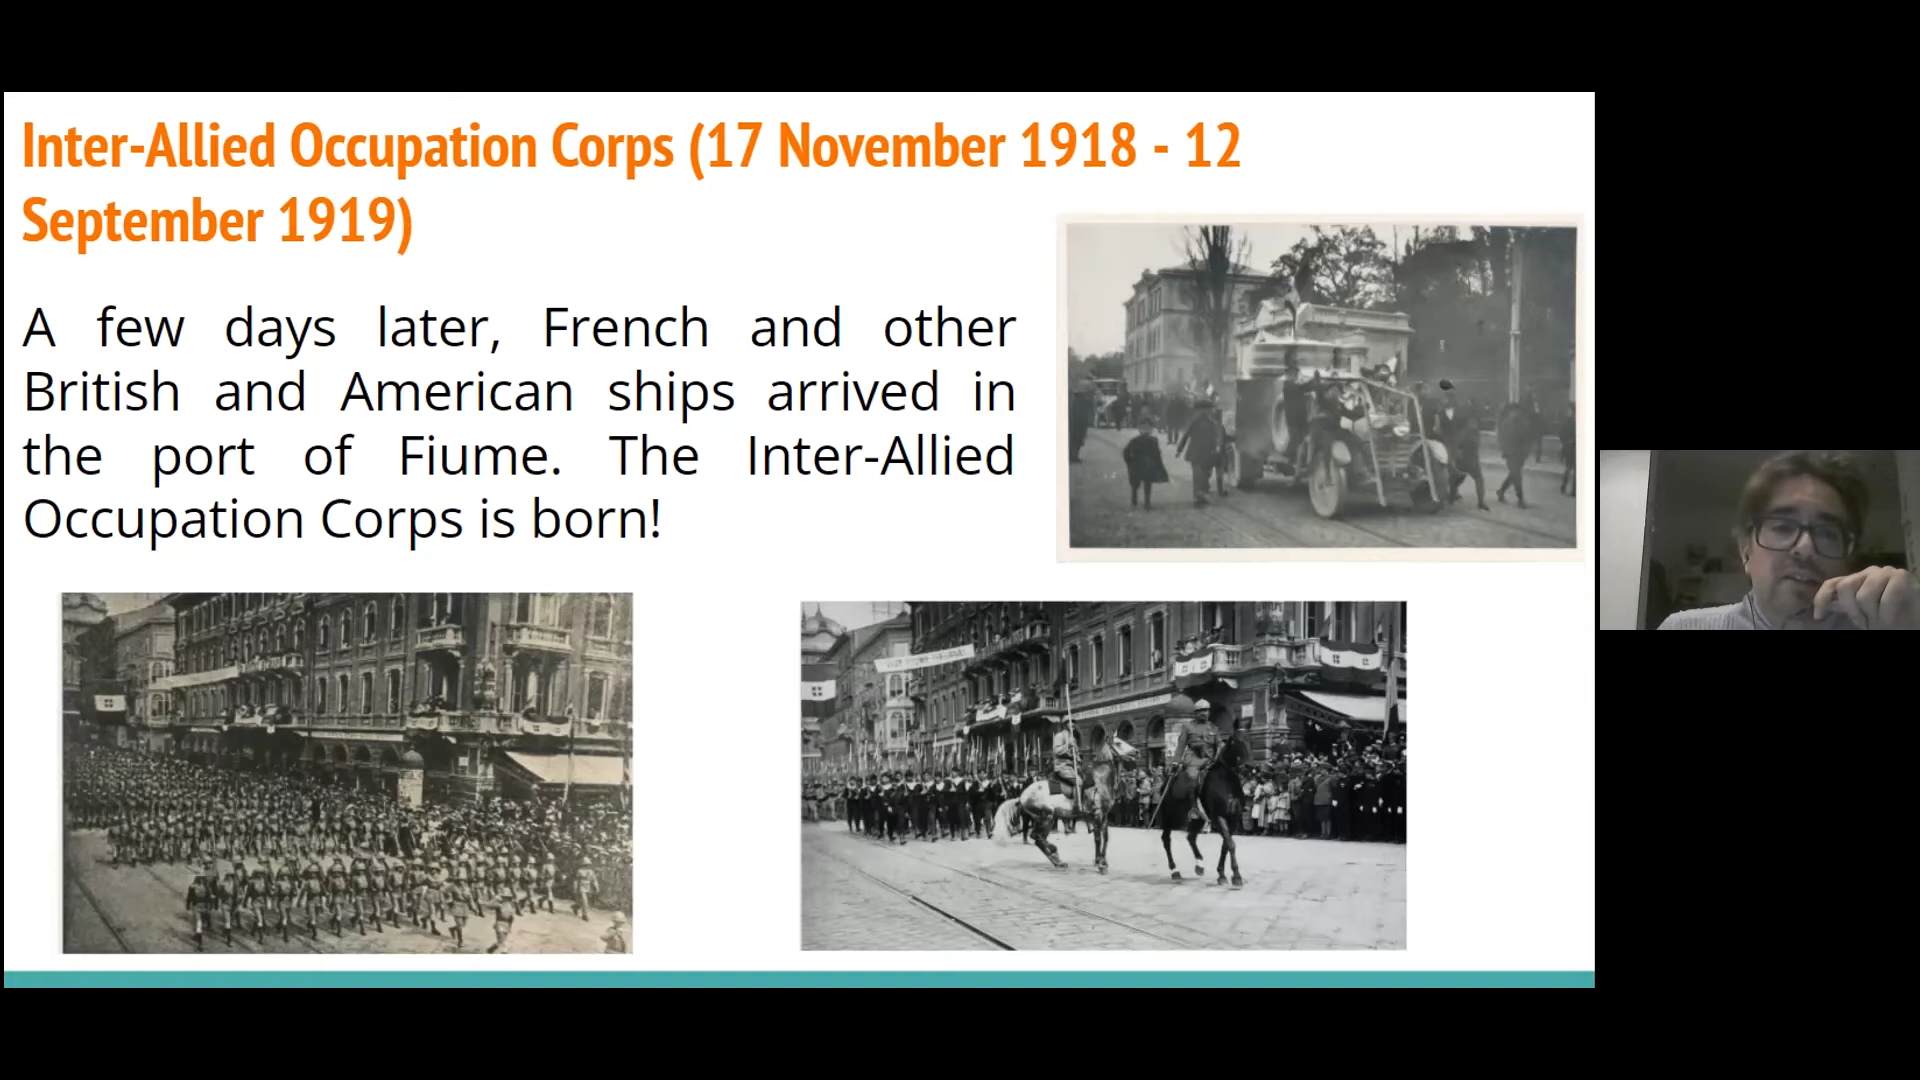 Inter-Allied Occupation Corps (17 November 1918 - 12
September 1919)
A few days later, French and other
British and American ships arrived in
the port of Fiume. The Inter-Allied
Occupation Corps is born!